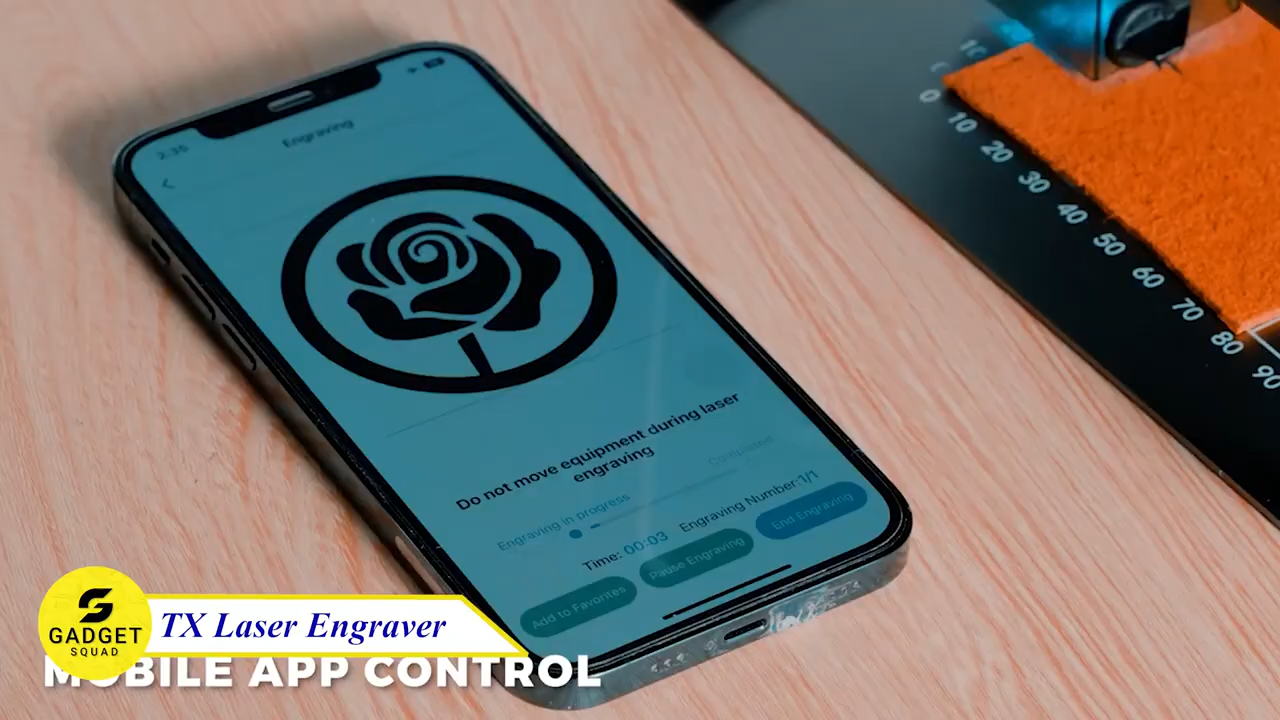 2:35
Engraving
Do not move equipment during laser
engraving
Engraving in progress
Completed
Time: 00:03
Engraving Number:1/1
Add to Favorites
Pause Engraving
End Engraving
0
10
20
30
40
50
60
70
80
90
GADGET
SQUAD
TX Laser Engraver
MOBILE APP CONTROL